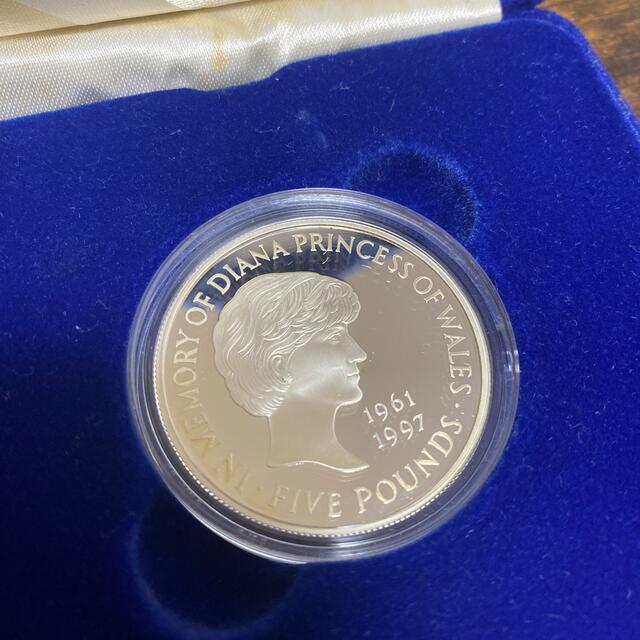 IN MEMORY OF DIANA PRINCESS OF WALES · FIVE POUNDS ·
1961
1997